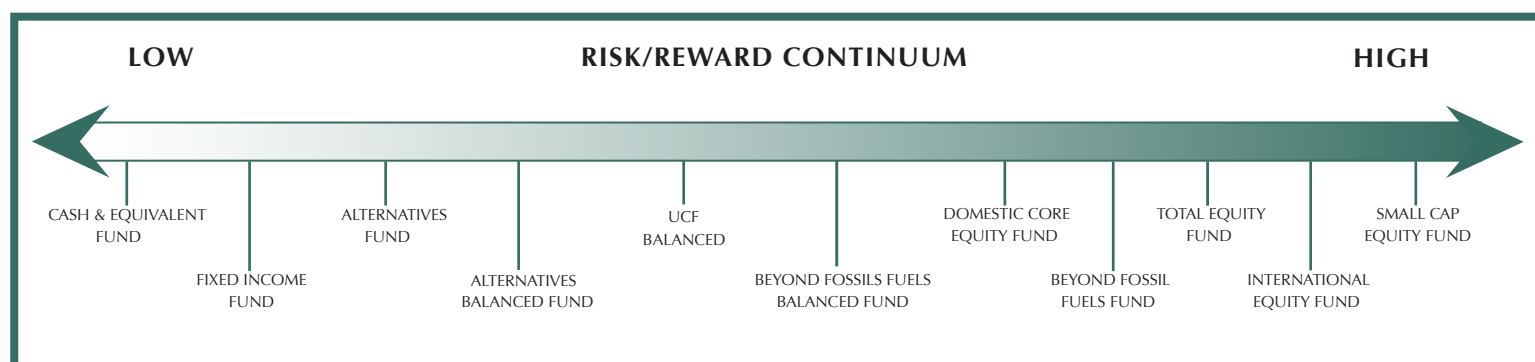 LOW
RISK/REWARD CONTINUUM
HIGH
CASH & EQUIVALENT
FUND
FIXED INCOME
FUND
ALTERNATIVES
FUND
ALTERNATIVES
BALANCED FUND
UCF
BALANCED
BEYOND FOSSILS FUELS
BALANCED FUND
DOMESTIC CORE
EQUITY FUND
BEYOND FOSSIL
FUELS FUND
TOTAL EQUITY
FUND
INTERNATIONAL
EQUITY FUND
SMALL CAP
EQUITY FUND